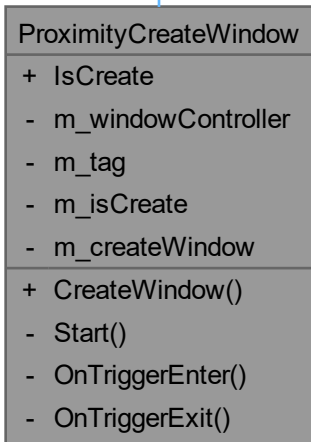 ProximityCreateWindow
+ IsCreate
- m_windowController
- m_tag
- m_isCreate
- m_createWindow
+ CreateWindow()
- Start()
- OnTriggerEnter()
- OnTriggerExit()